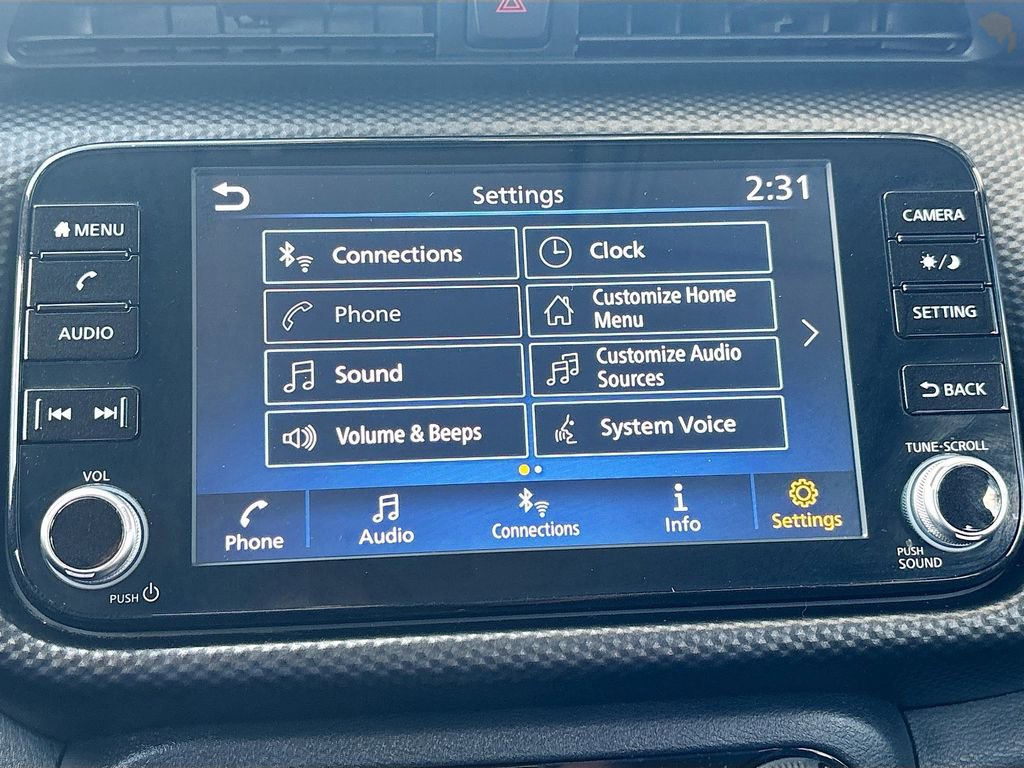 Settings
2:31
MENU
CAMERA
AUDIO
SETTING
BACK
Connections
Clock
Phone
Customize Home
Menu
Sound
Customize Audio
Sources
Volume & Beeps
System Voice
Phone
Audio
Connections
Info
Settings
VOL
PUSH
TUNE·SCROLL
PUSH
SOUND